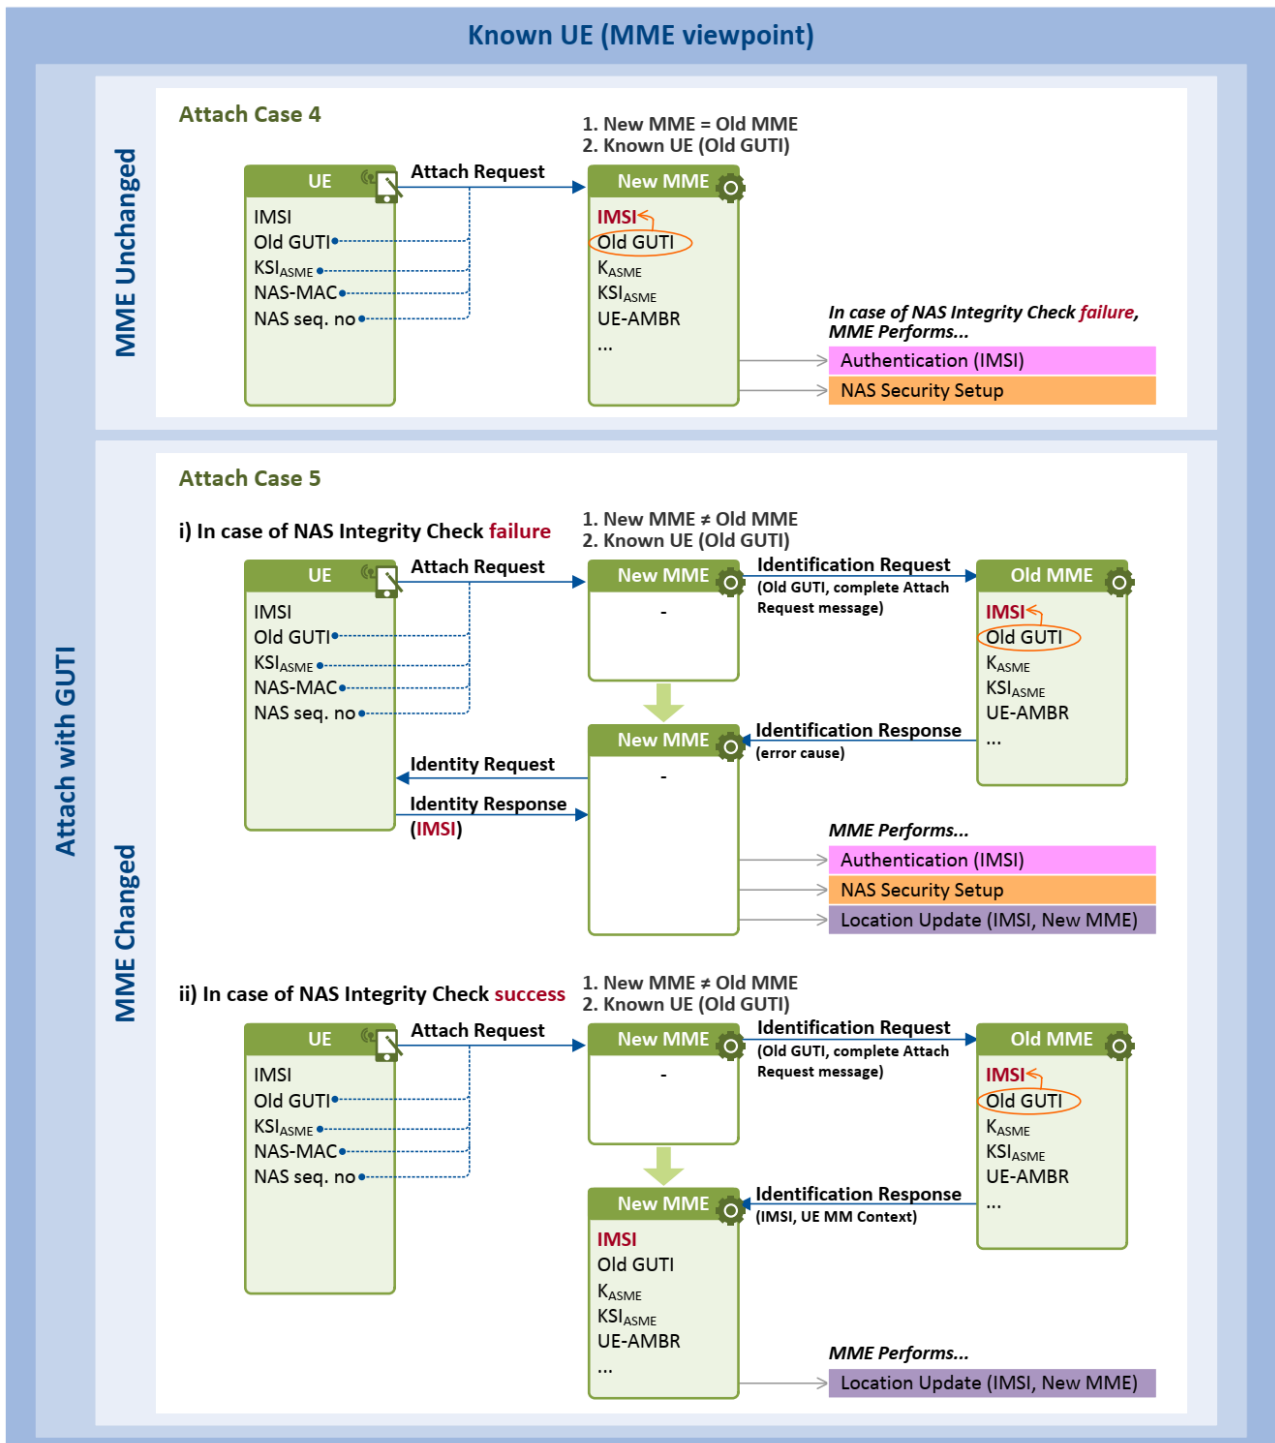 Known UE (MME viewpoint)
Attach with GUTI
MME Unchanged
Attach Case 4
1. New MME = Old MME
2. Known UE (Old GUTI)
UE
Attach Request
New MME
IMSI
Old GUTI
KSIASME
NAS-MAC
NAS seq. no
IMSI
Old GUTI
KASME
KSIASME
UE-AMBR
...
In case of NAS Integrity Check failure,
MME Performs...
Authentication (IMSI)
NAS Security Setup
MME Changed
Attach Case 5
i) In case of NAS Integrity Check failure
1. New MME ≠ Old MME
2. Known UE (Old GUTI)
UE
Attach Request
New MME
Identification Request
(Old GUTI, complete Attach
Request message)
Old MME
IMSI
Old GUTI
KSIASME
NAS-MAC
NAS seq. no
-
IMSI
Old GUTI
KASME
KSIASME
UE-AMBR
...
New MME
Identification Response
(error cause)
-
Identity Request
Identity Response
(IMSI)
MME Performs...
Authentication (IMSI)
NAS Security Setup
Location Update (IMSI, New MME)
ii) In case of NAS Integrity Check success
1. New MME ≠ Old MME
2. Known UE (Old GUTI)
UE
Attach Request
New MME
Identification Request
(Old GUTI, complete Attach
Request message)
Old MME
IMSI
Old GUTI
KSIASME
NAS-MAC
NAS seq. no
-
IMSI
Old GUTI
KASME
KSIASME
UE-AMBR
...
New MME
Identification Response
(IMSI, UE MM Context)
IMSI
Old GUTI
KASME
KSIASME
UE-AMBR
...
MME Performs...
Location Update (IMSI, New MME)